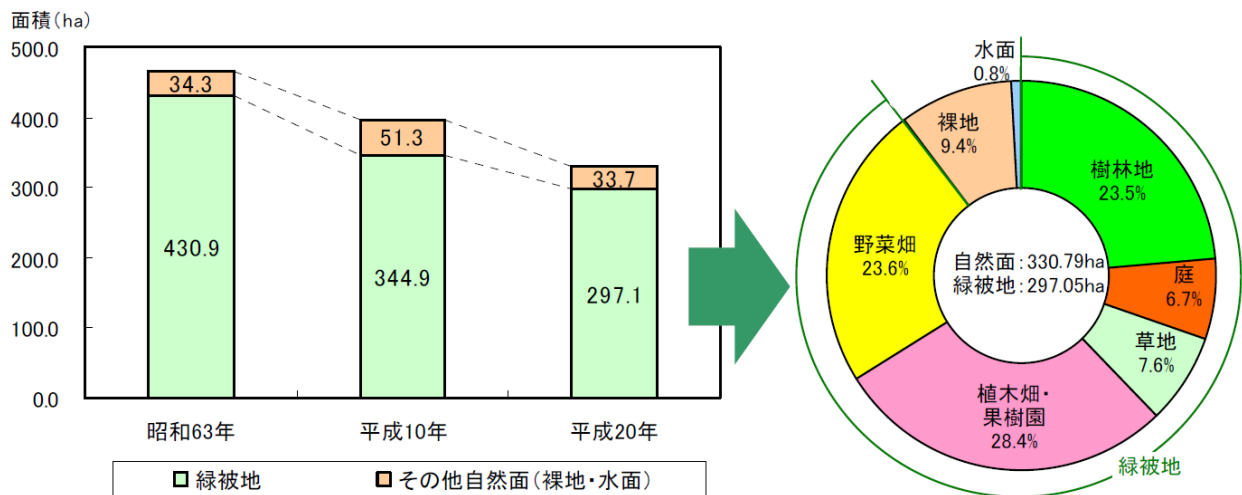 面積(ha)
500.0
400.0
300.0
200.0
100.0
0.0
34.3
430.9
51.3
344.9
33.7
297.1
昭和63年
平成10年
平成20年
緑被地
その他自然面(裸地・水面)
水面
0.8%
裸地
9.4%
樹林地
23.5%
野菜畑
23.6%
自然面:330.79ha
緑被地:297.05ha
庭
6.7%
草地
7.6%
植木畑・
果樹園
28.4%
緑被地